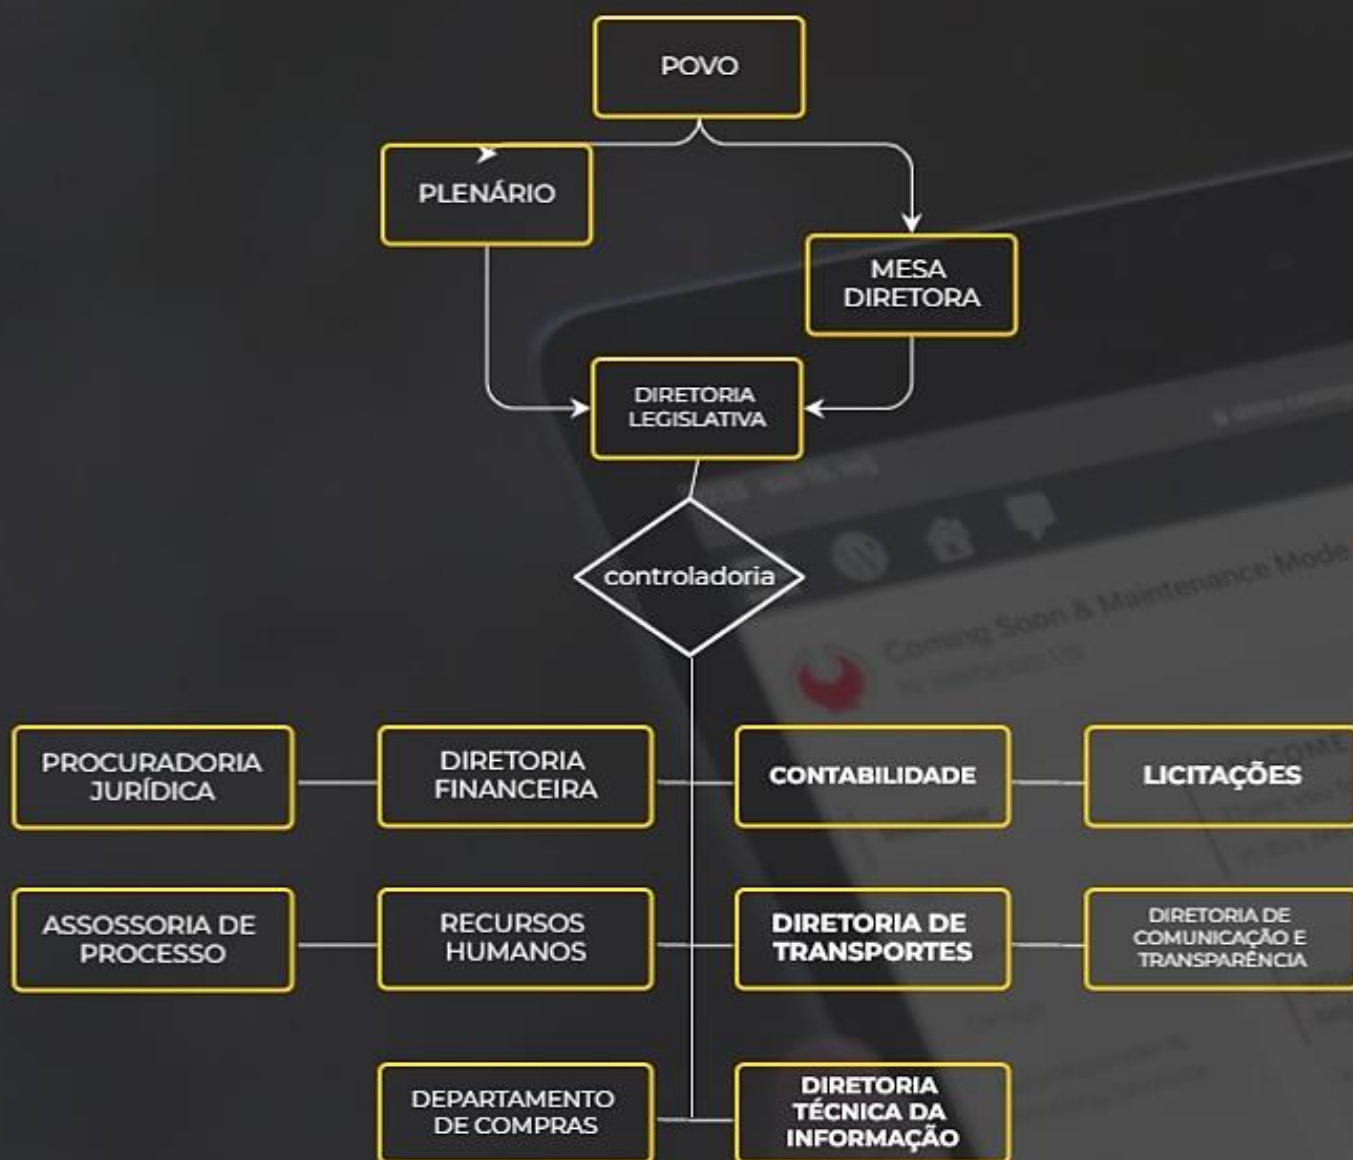 POVO
PLENÁRIO
MESA
DIRETORA
DIRETORIA
LEGISLATIVA
controladoria
Coming Soon & Maintenance Mode
PROCURADORIA
JURÍDICA
DIRETORIA
FINANCEIRA
CONTABILIDADE
LICITAÇÕES
ASSOSSORIA DE
PROCESSO
RECURSOS
HUMANOS
DIRETORIA DE
TRANSPORTES
DIRETORIA DE
COMUNICAÇÃO E
TRANSPARÊNCIA
DEPARTAMENTO
DE COMPRAS
DIRETORIA
TÉCNICA DA
INFORMAÇÃO